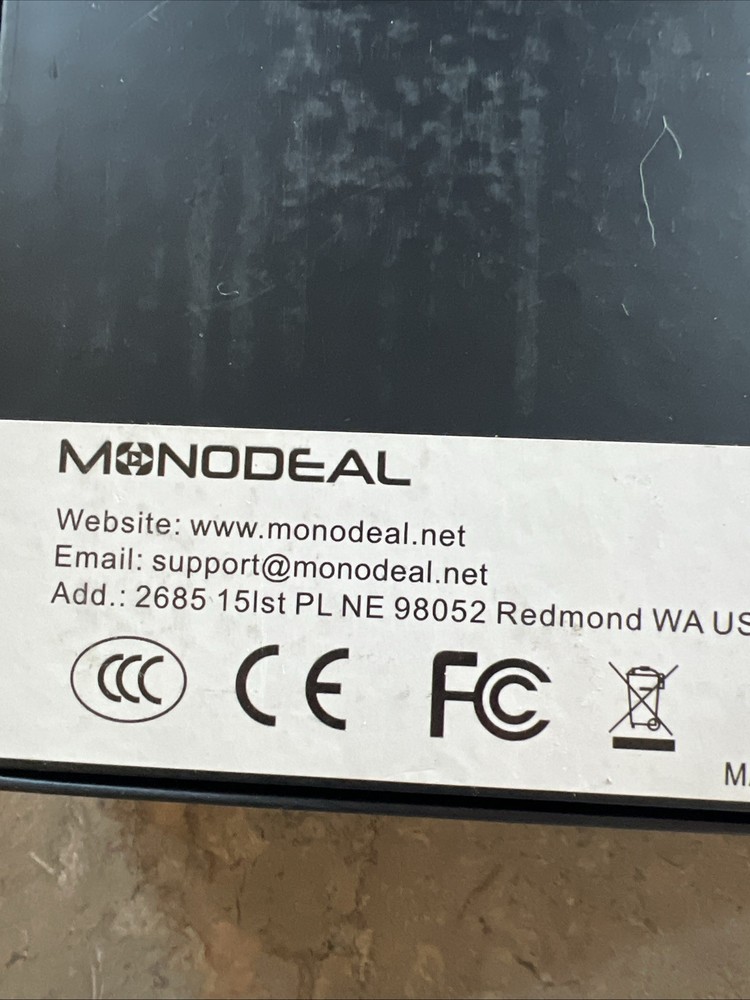 MONODEAL
Website: www.monodeal.net
Email: support@monodeal.net
Add.: 2685 15lst PL NE 98052 Redmond WA US
CCC CE FC